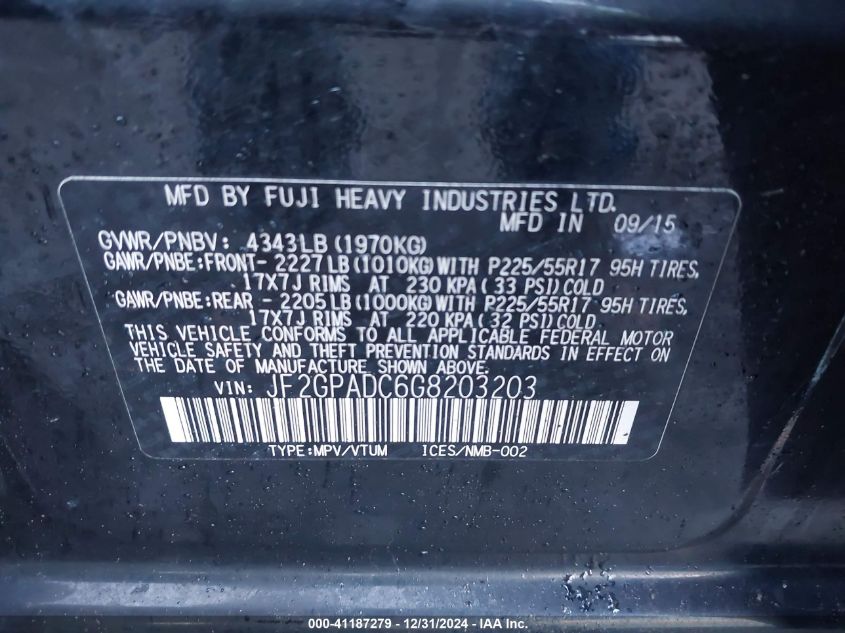 MFD BY FUJI HEAVY INDUSTRIES LTD.
MFD IN 09/15
GVWR/PNBV: 4343LB(1970KG)
GAWR/PNBE:FRONT- 2227LB(1010KG)WITH P225/55R17 95H TIRES,
17X7J RIMS AT 230 KPA( 33 PSI)COLD
GAWR/PNBE:REAR - 2205LB(1000KG)WITH P225/55R17 95H TIRES,
17X7J RIMS AT 220 KPA(32 PSI)COLD
THIS VEHICLE CONFORMS TO ALL APPLICABLE FEDERAL MOTOR
VEHICLE SAFETY AND THEFT PREVENTION STANDARDS IN EFFECT ON
THE DATE OF MANUFACTURE SHOWN ABOVE.
VIN: JF2GPADC6G8203203
TYPE:MPV/VTUM ICES/NMB-002
000-41187279 - 12/31/2024 - IAA Inc.